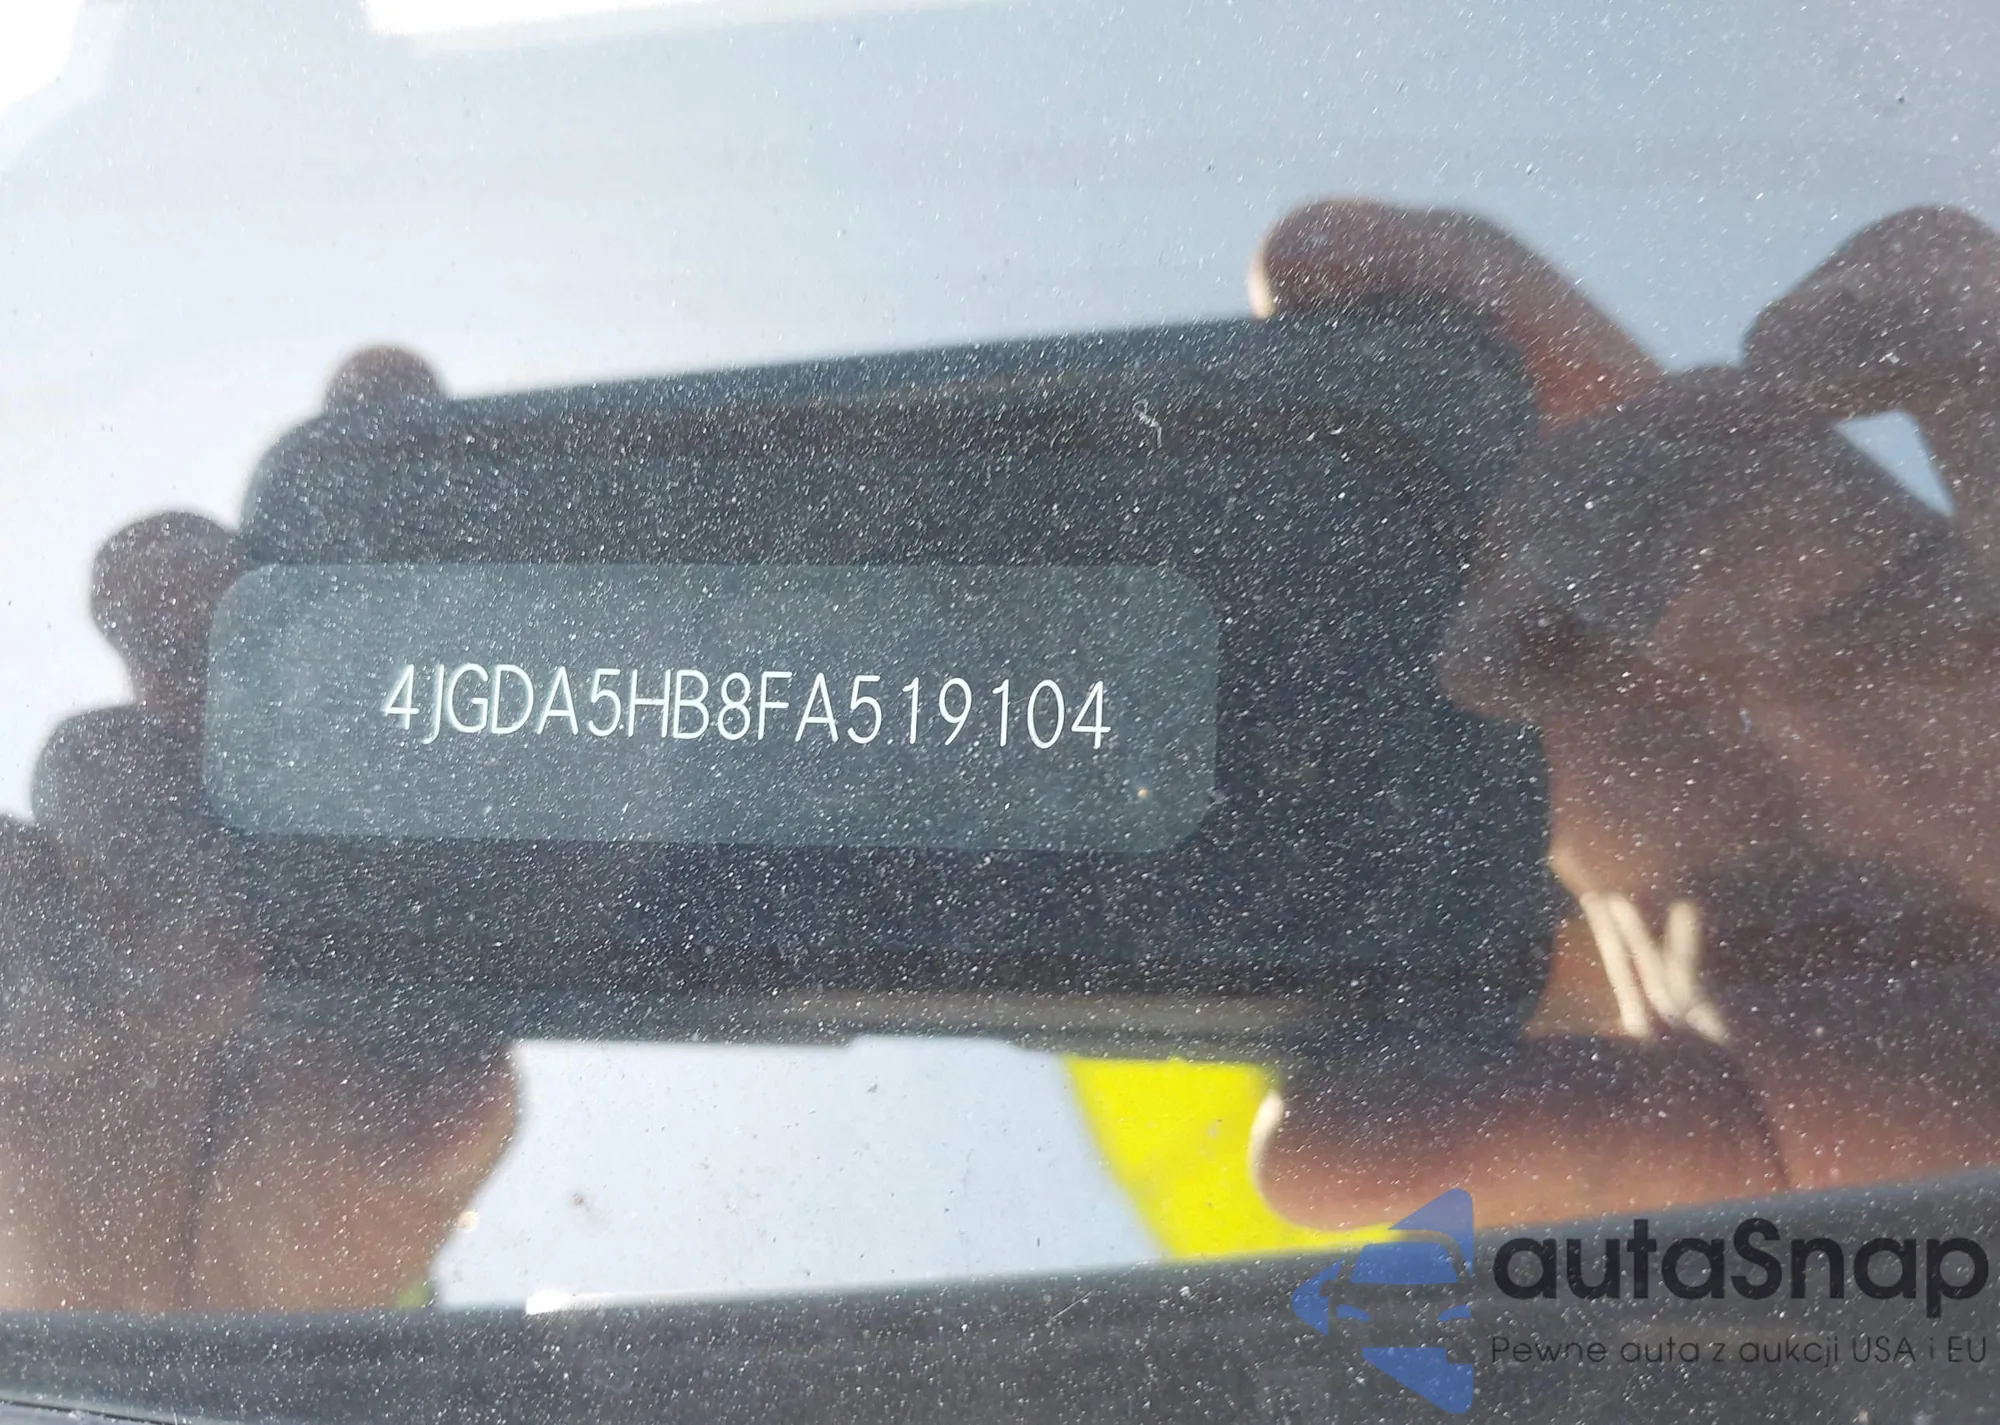 4JGDA5HB8FA519104
autaSnap
Pewne auta z aukcji USA i EU